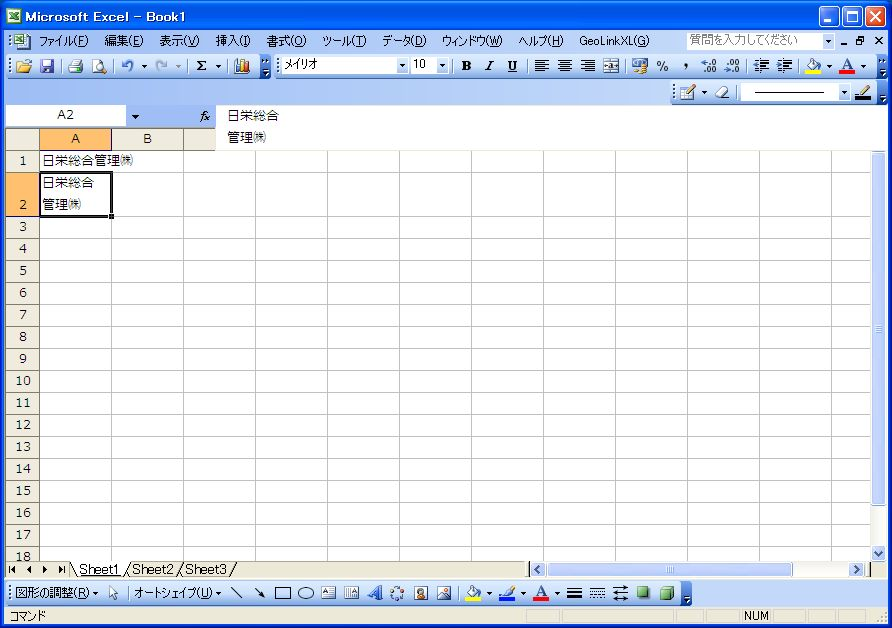 Microsoft Excel - Book1
ファイル(F) 編集(E) 表示(V) 挿入(I) 書式(O) ツール(T) データ(D) ウィンドウ(W) ヘルプ(H) GeoLinkXL(G) 質問を入力してください
Σ メイリオ 10 B I U % , A
A2 fx 日栄総合
管理㈱
A B
1 日栄総合管理㈱
2 日栄総合
管理㈱
3
4
5
6
7
8
9
10
11
12
13
14
15
16
17
18
Sheet1 Sheet2 Sheet3
図形の調整(R) オートシェイプ(U) A A
コマンド NUM